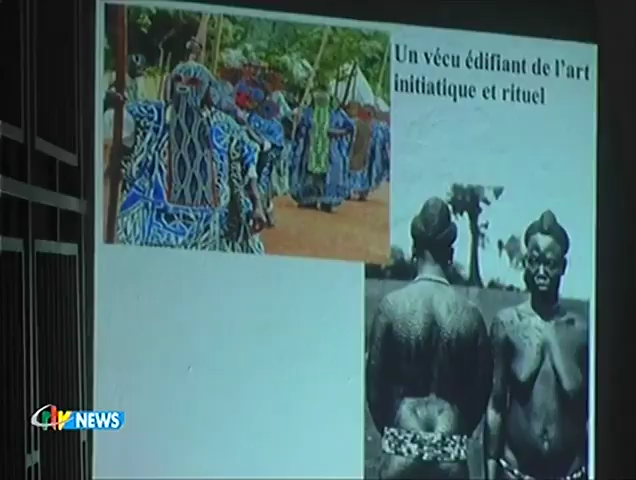 Un vécu édifiant de l'art
initiatique et rituel
crtv NEWS